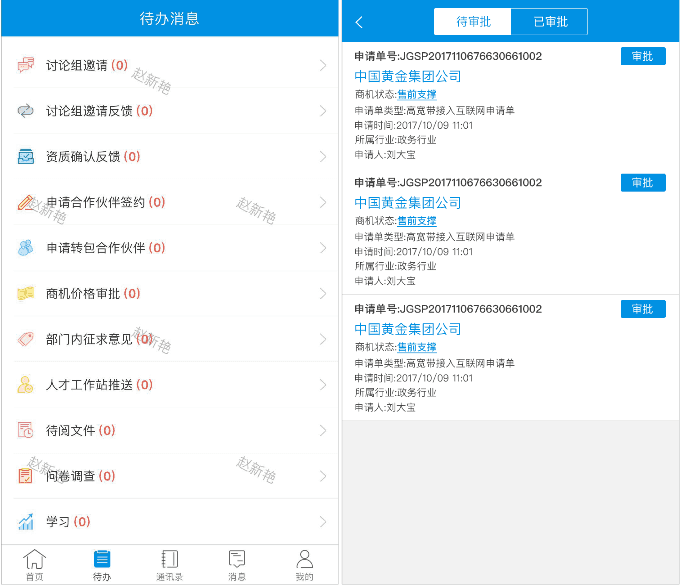 待办消息
讨论组邀请 (0)
赵新艳
讨论组邀请反馈 (0)
资质确认反馈 (0)
申请合作伙伴签约 (0)
赵新艳
赵新艳
申请转包合作伙伴 (0)
商机价格审批 (0)
部门内征求意见 (0)
赵新艳
人才工作站推送 (0)
待阅文件 (0)
问卷调查 (0)
赵新艳
赵新艳
学习 (0)
首页
待办
通讯录
消息
我的
待审批
已审批
申请单号:JGSP2017110676630661002
审批
中国黄金集团公司
商机状态:售前支撑
申请单类型:高宽带接入互联网申请单
申请时间:2017/10/09 11:01
所属行业:政务行业
申请人:刘大宝
申请单号:JGSP2017110676630661002
审批
中国黄金集团公司
商机状态:售前支撑
申请单类型:高宽带接入互联网申请单
申请时间:2017/10/09 11:01
所属行业:政务行业
申请人:刘大宝
申请单号:JGSP2017110676630661002
审批
中国黄金集团公司
商机状态:售前支撑
申请单类型:高宽带接入互联网申请单
申请时间:2017/10/09 11:01
所属行业:政务行业
申请人:刘大宝